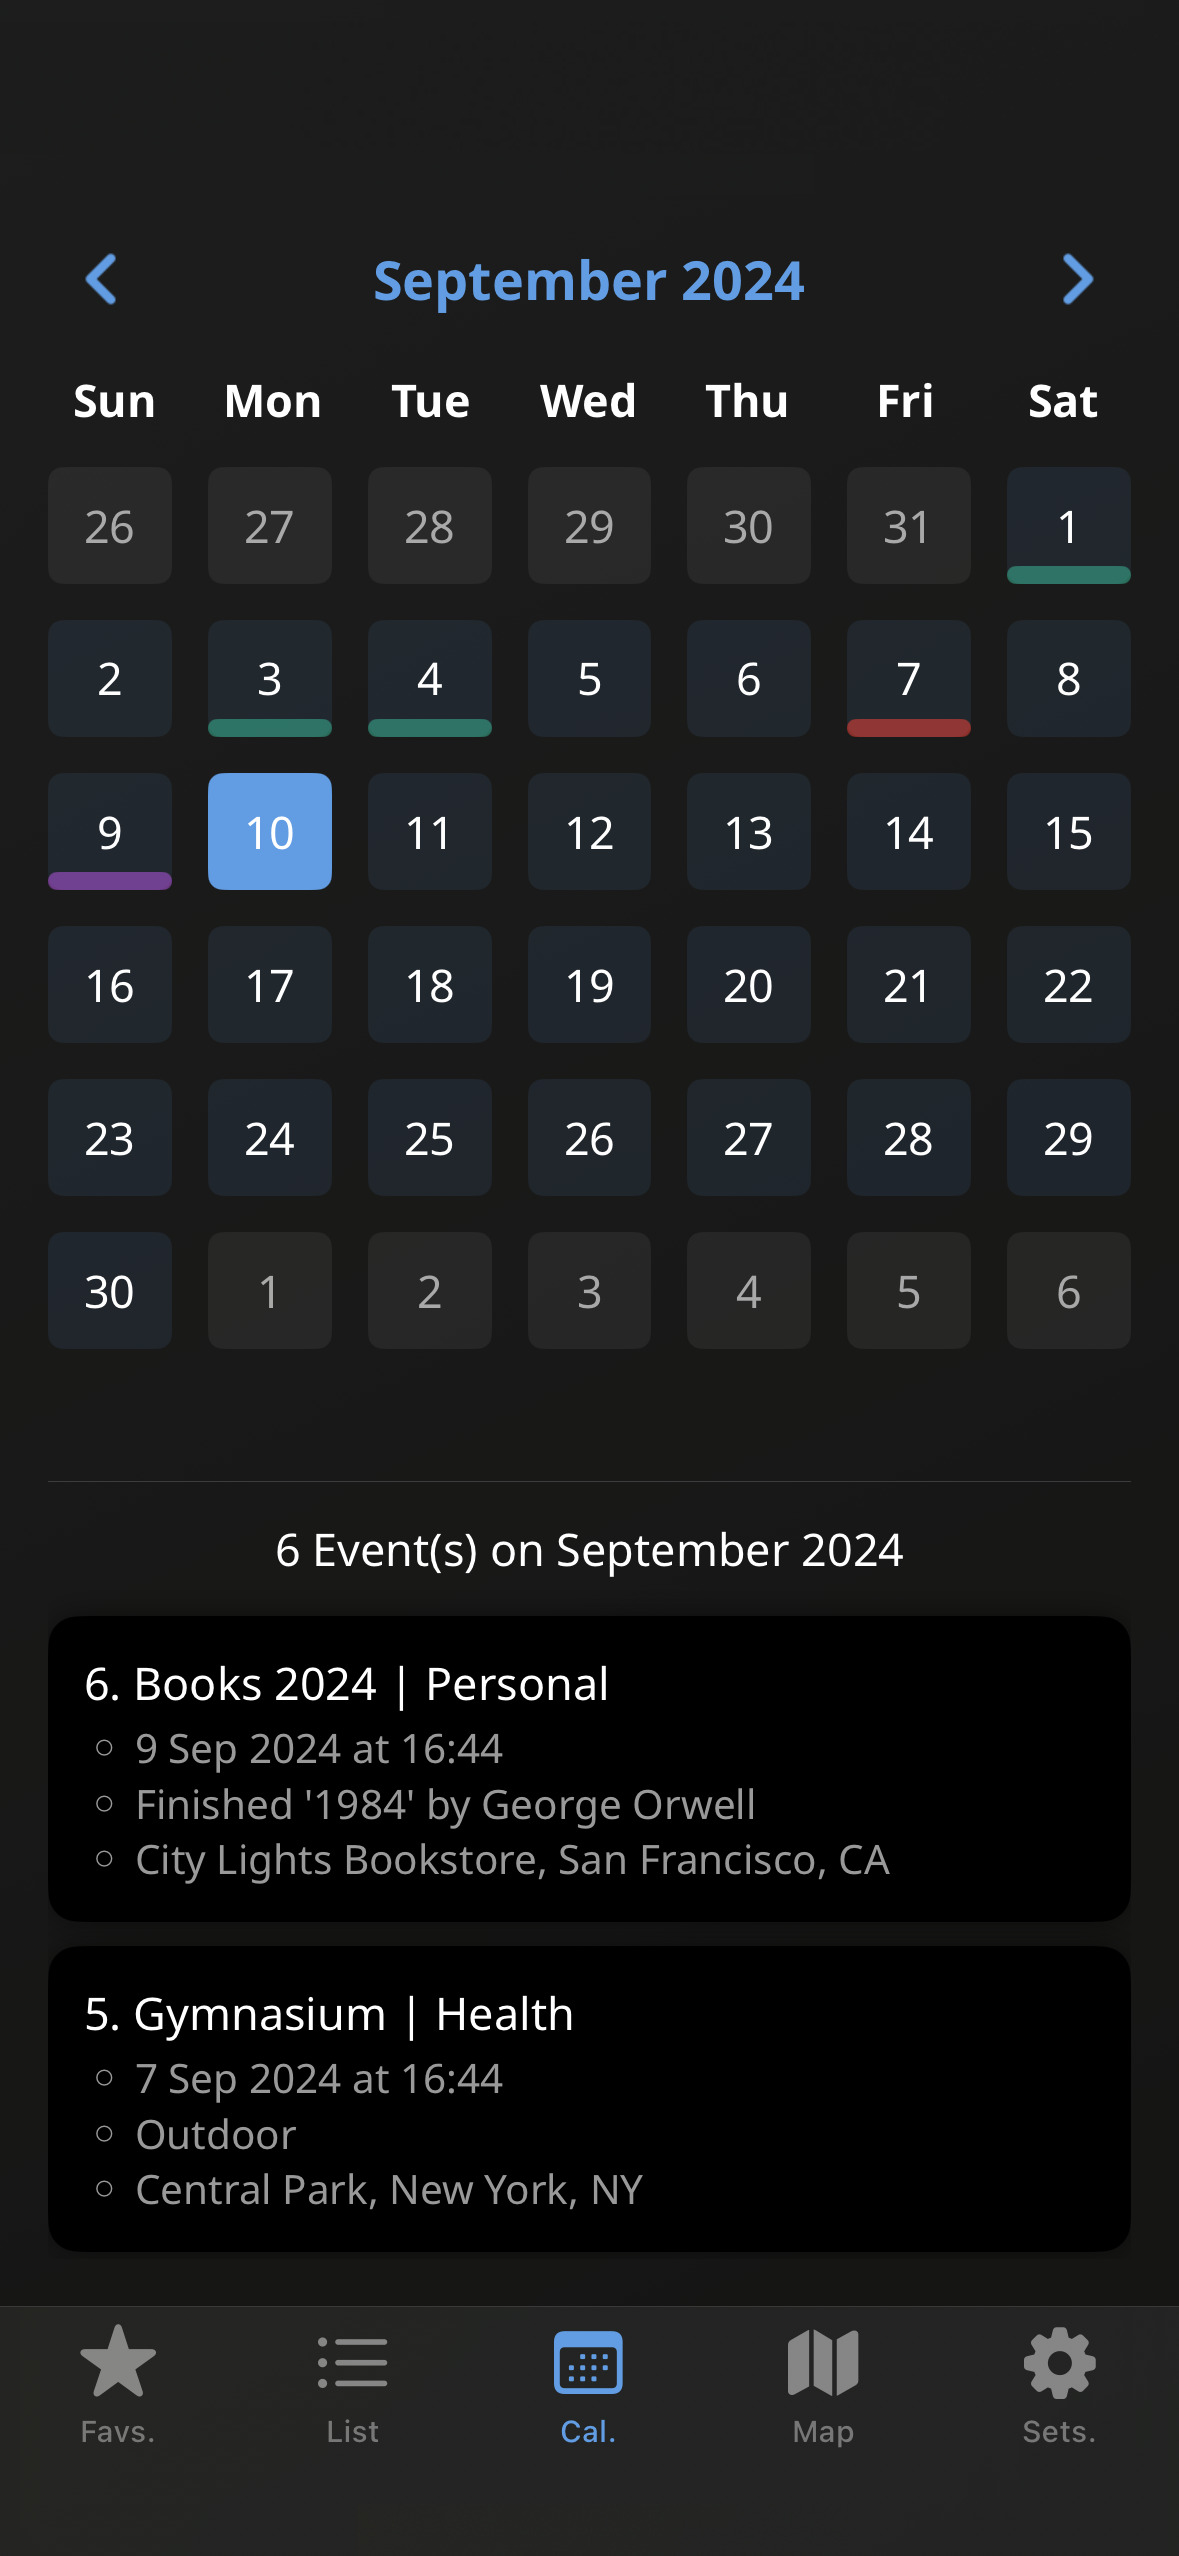 September 2024
Sun Mon Tue Wed Thu Fri Sat
26 27 28 29 30 31 1
2 3 4 5 6 7 8
9 10 11 12 13 14 15
16 17 18 19 20 21 22
23 24 25 26 27 28 29
30 1 2 3 4 5 6
6 Event(s) on September 2024
6. Books 2024 | Personal
9 Sep 2024 at 16:44
Finished '1984' by George Orwell
City Lights Bookstore, San Francisco, CA
5. Gymnasium | Health
7 Sep 2024 at 16:44
Outdoor
Central Park, New York, NY
Favs. List Cal. Map Sets.